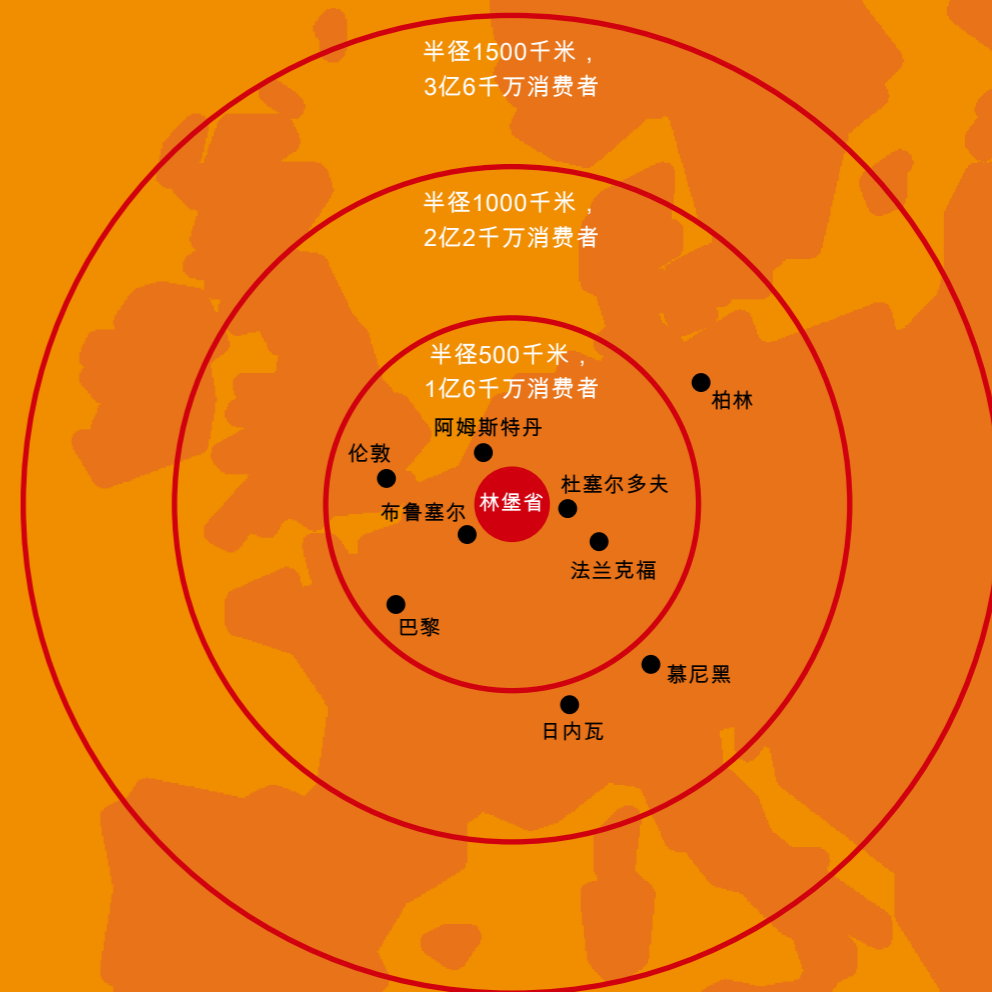 半径1500千米，
3亿6千万消费者
半径1000千米，
2亿2千万消费者
半径500千米，
1亿6千万消费者
柏林
阿姆斯特丹
伦敦
杜塞尔多夫
林堡省
布鲁塞尔
法兰克福
巴黎
慕尼黑
日内瓦